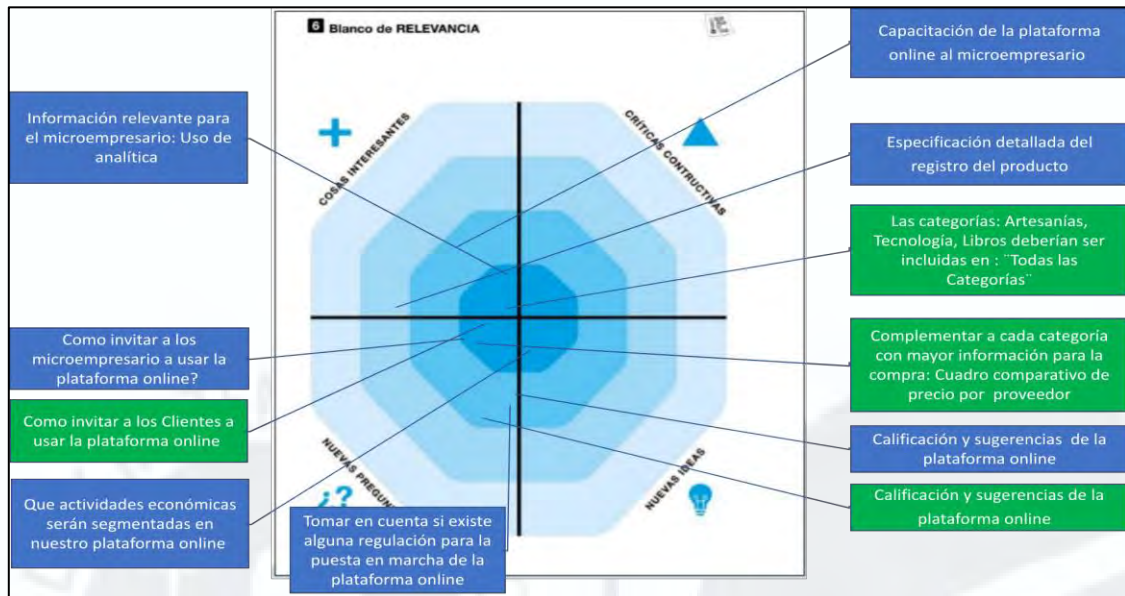 6 Blanco de RELEVANCIA
COSAS INTERESANTES
CRÍTICAS CONTRUCTIVAS
NUEVAS PREGUN
¿?
NUEVAS IDEAS
Información relevante para
el microempresario: Uso de
analítica
Como invitar a los
microempresario a usar la
plataforma online?
Como invitar a los Clientes a
usar la plataforma online
Que actividades económicas
serán segmentadas en
nuestro plataforma online
Tomar en cuenta si existe
alguna regulación para la
puesta en marcha de la
plataforma online
Capacitación de la plataforma
online al microempresario
Especificación detallada del
registro del producto
Las categorías: Artesanías,
Tecnología, Libros deberían ser
incluidas en : ¨Todas las
Categorías¨
Complementar a cada categoría
con mayor información para la
compra: Cuadro comparativo de
precio por proveedor
Calificación y sugerencias de la
plataforma online
Calificación y sugerencias de la
plataforma online